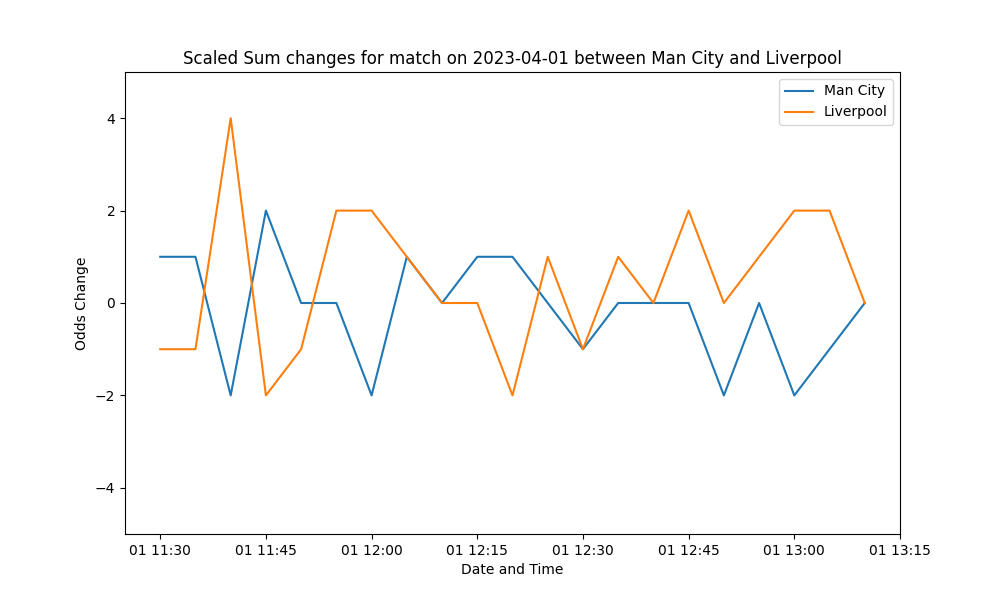 Scaled Sum changes for match on 2023-04-01 between Man City and Liverpool
Man City
Liverpool
4
2
0
−2
−4
Odds Change
01 11:30 01 11:45 01 12:00 01 12:15 01 12:30 01 12:45 01 13:00 01 13:15
Date and Time